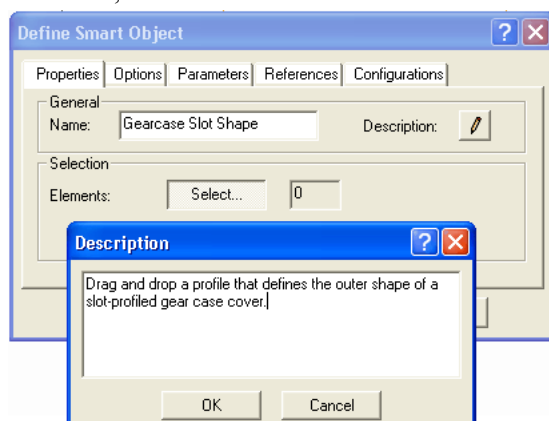 Define Smart Object
Properties Options Parameters References Configurations
General
Name: Gearcase Slot Shape Description:
Selection
Elements: Select... 0
Description
Drag and drop a profile that defines the outer shape of a
slot-profiled gear case cover.
OK Cancel